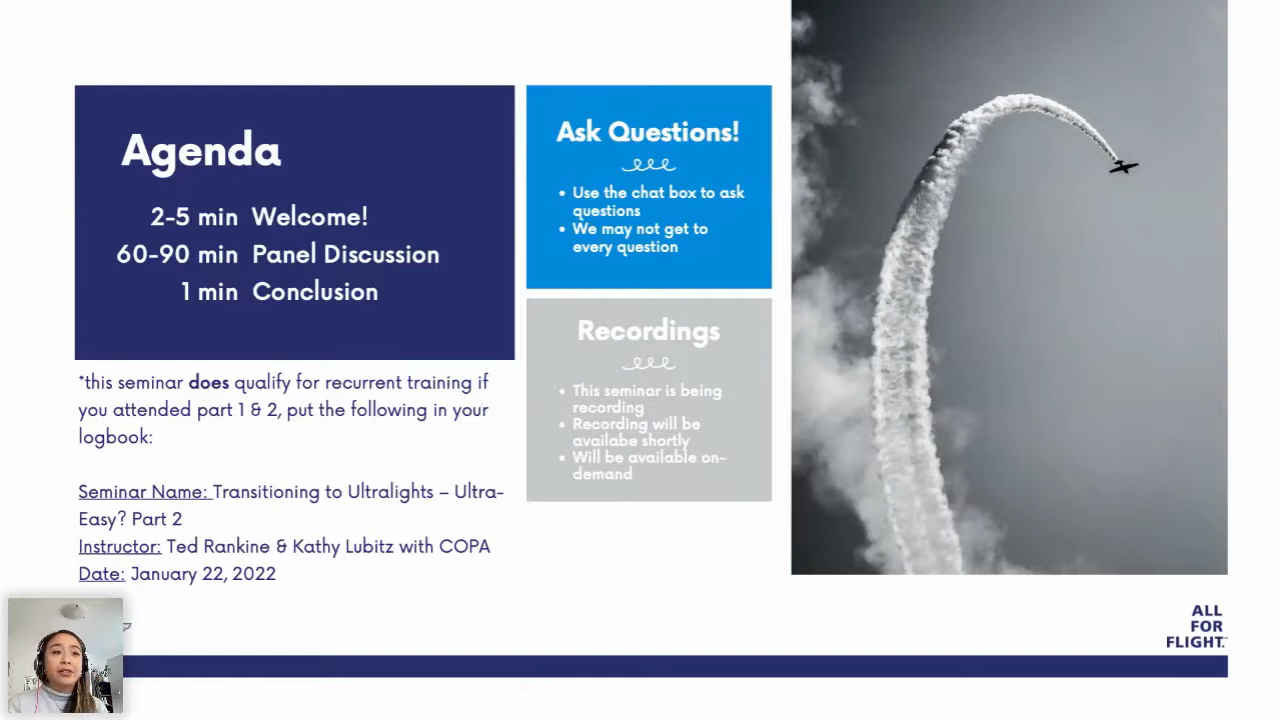 Agenda
2-5 min Welcome!
60-90 min Panel Discussion
1 min Conclusion
*this seminar does qualify for recurrent training if
you attended part 1 & 2, put the following in your
logbook:
Seminar Name: Transitioning to Ultralights – Ultra-
Easy? Part 2
Instructor: Ted Rankine & Kathy Lubitz with COPA
Date: January 22, 2022
Ask Questions!
• Use the chat box to ask
questions
• We may not get to
every question
Recordings
• This seminar is being
recording
• Recording will be
availabe shortly
• Will be available on-
demand
ALL
FOR
FLIGHT™